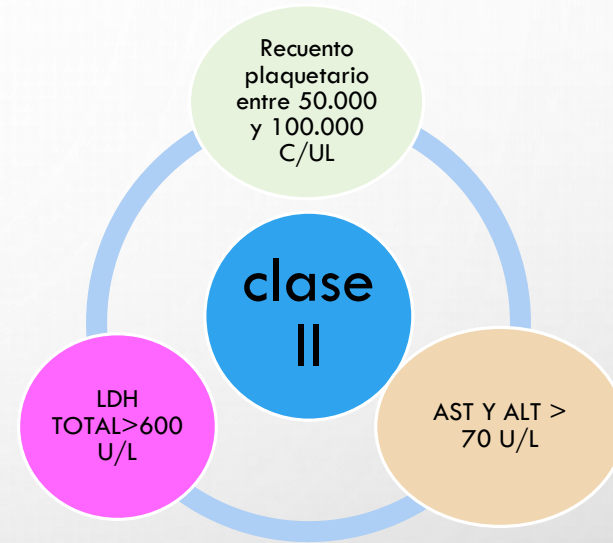 Recuento
plaquetario
entre 50.000
y 100.000
C/UL
clase
II
LDH
TOTAL>600
U/L
AST Y ALT >
70 U/L